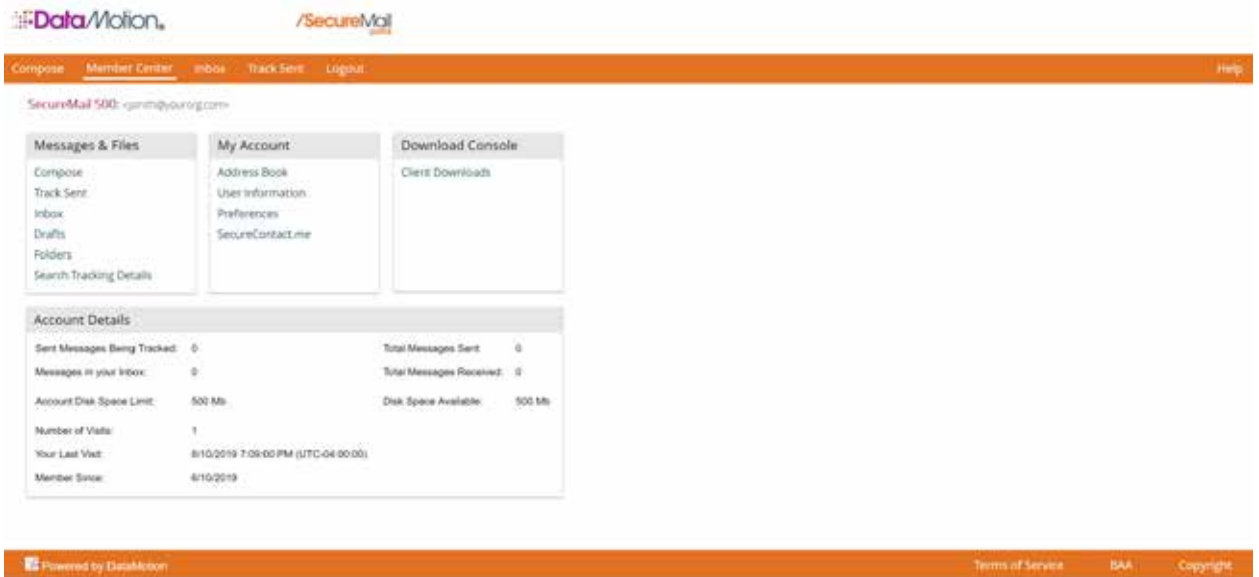 DataMotion®
/SecureMail
portal
Compose Member Center Inbox Track Sent Logout Help
SecureMail 500: <jsmith@yourorg.com>
Messages & Files
Compose
Track Sent
Inbox
Drafts
Folders
Search Tracking Details
My Account
Address Book
User Information
Preferences
SecureContact.me
Download Console
Client Downloads
Account Details
Sent Messages Being Tracked: 0 Total Messages Sent 0
Messages in your Inbox: 0 Total Messages Received: 0
Account Disk Space Limit: 500 Mb Disk Space Available: 500 Mb
Number of Visits: 1
Your Last Visit: 6/10/2019 7:09:00 PM (UTC-04:00:00)
Member Since: 6/10/2019
Powered by DataMotion Terms of Service BAA Copyright